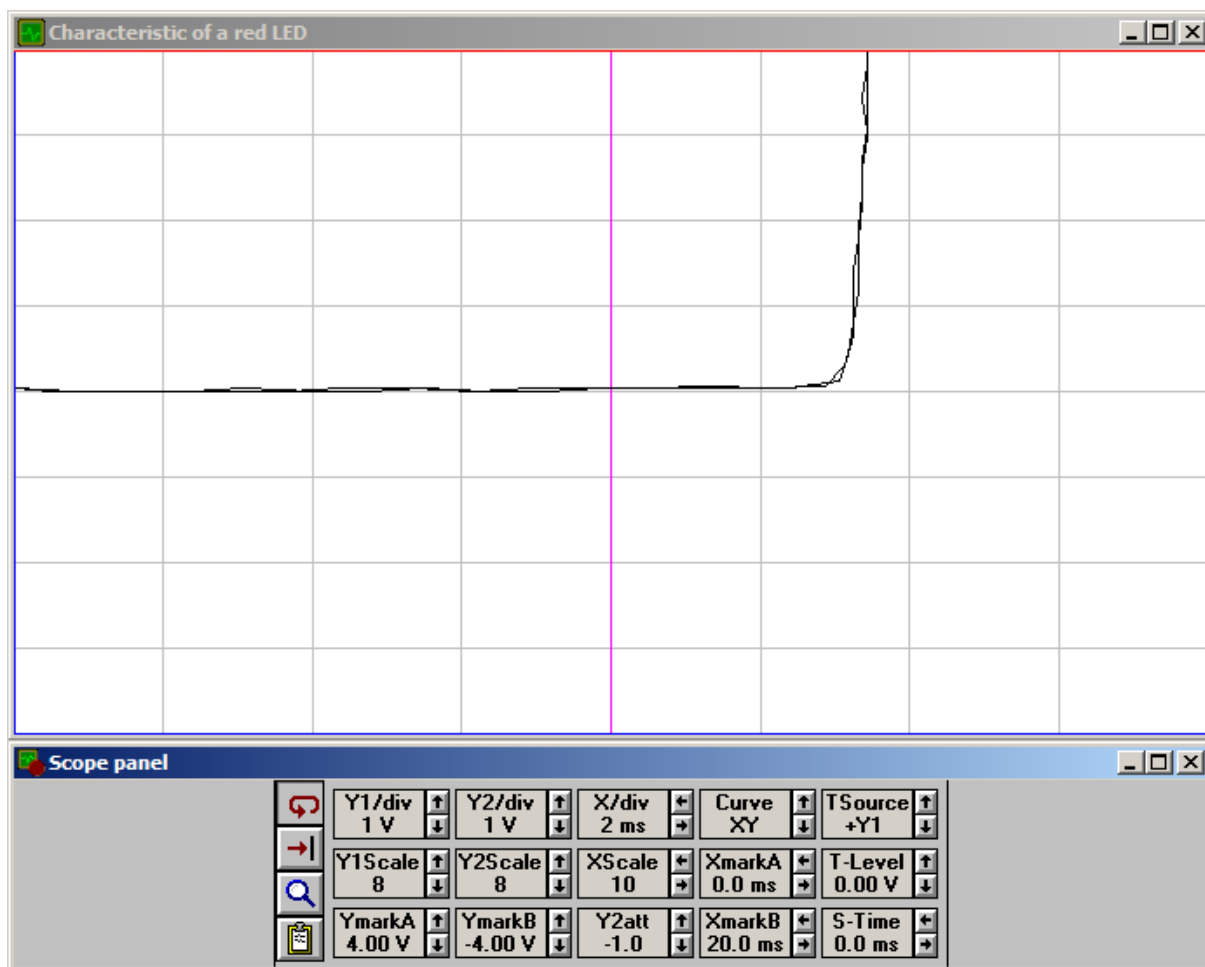 Characteristic of a red LED
Scope panel
Y1/div Y2/div X/div Curve TSource
1 V 1 V 2 ms XY +Y1
Y1Scale Y2Scale XScale XmarkA T-Level
8 8 10 0.0 ms 0.00 V
YmarkA YmarkB Y2att XmarkB S-Time
4.00 V -4.00 V -1.0 20.0 ms 0.0 ms